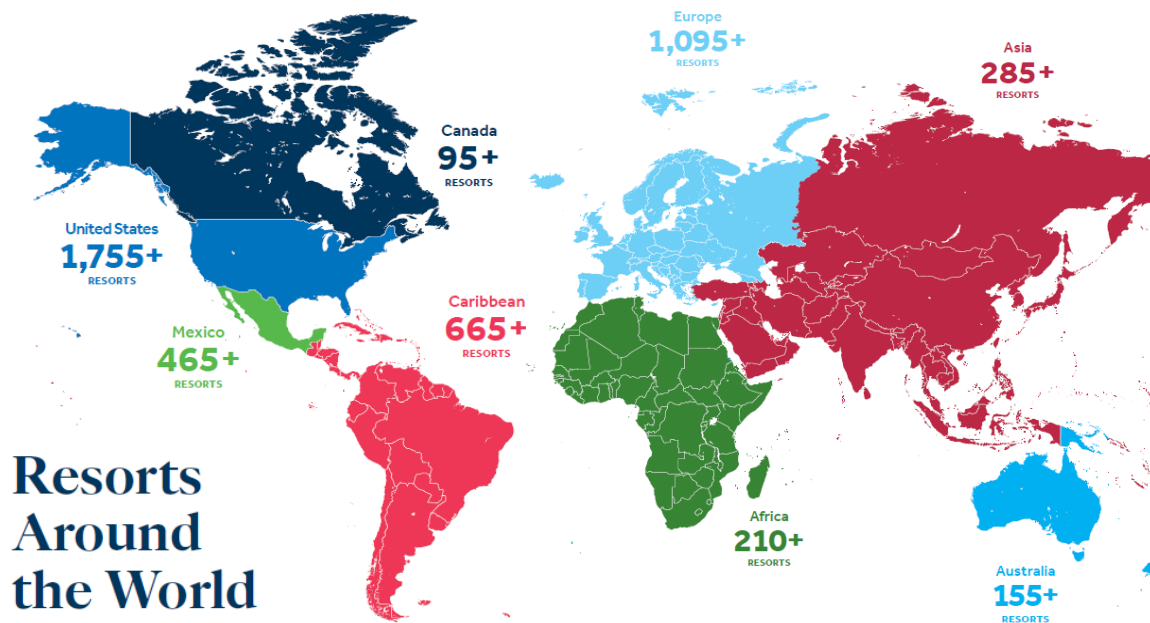 Europe
1,095+
RESORTS
Asia
285+
RESORTS
Canada
95+
RESORTS
United States
1,755+
RESORTS
Caribbean
665+
RESORTS
Mexico
465+
RESORTS
Resorts
Around
the World
Africa
210+
RESORTS
Australia
155+
RESORTS